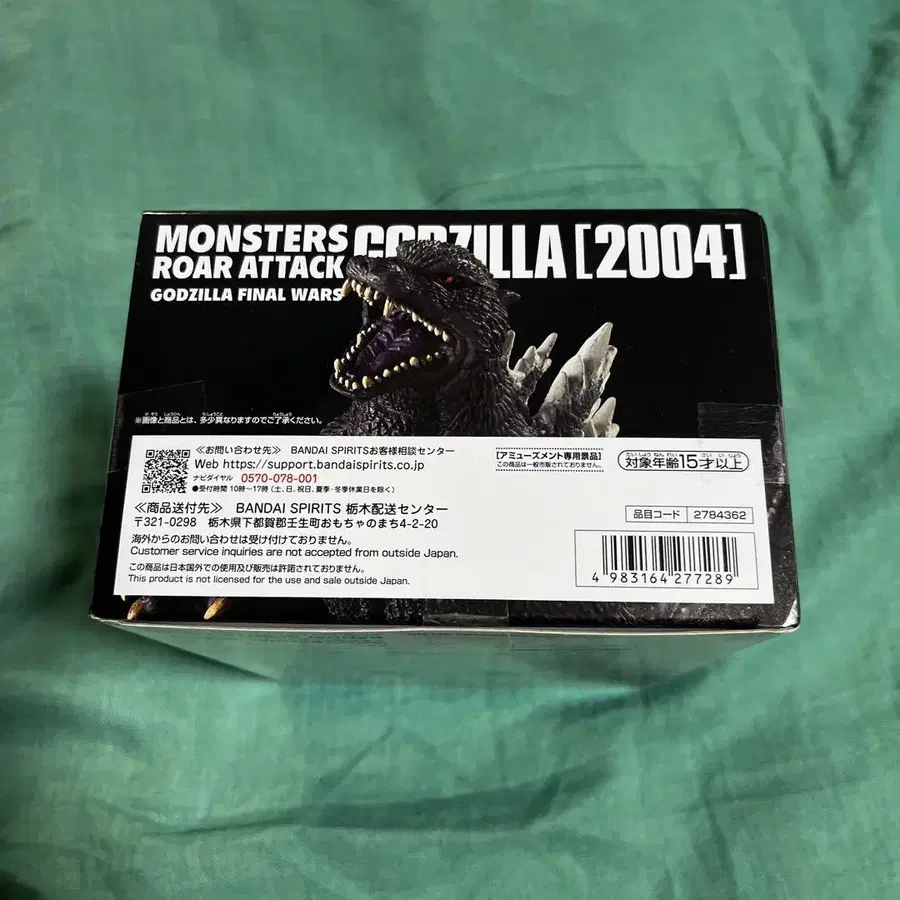 MONSTERS
ROAR ATTACK
GODZILLA [2004]
GODZILLA FINAL WARS
※画像と商品とは、多少異なりますのでご了承ください。
≪お問い合わせ先≫ BANDAI SPIRITSお客様相談センター
Web https://support.bandaispirits.co.jp
ナビダイヤル 0570-078-001
●受付時間 10時～17時（土、日、祝日、夏季・冬季休業日を除く）
≪商品送付先≫ BANDAI SPIRITS 栃木配送センター
〒321-0298 栃木県下都賀郡壬生町おもちゃのまち4-2-20
海外からのお問い合わせは受け付けておりません。
Customer service inquiries are not accepted from outside Japan.
この商品は日本国外での使用及び販売は許諾されておりません。
This product is not licensed for the use and sale outside Japan.
【アミューズメント専用景品】
この商品は一般市販されておりません。
対象年齢15才以上
品目コード 2784362
4 983164 277289